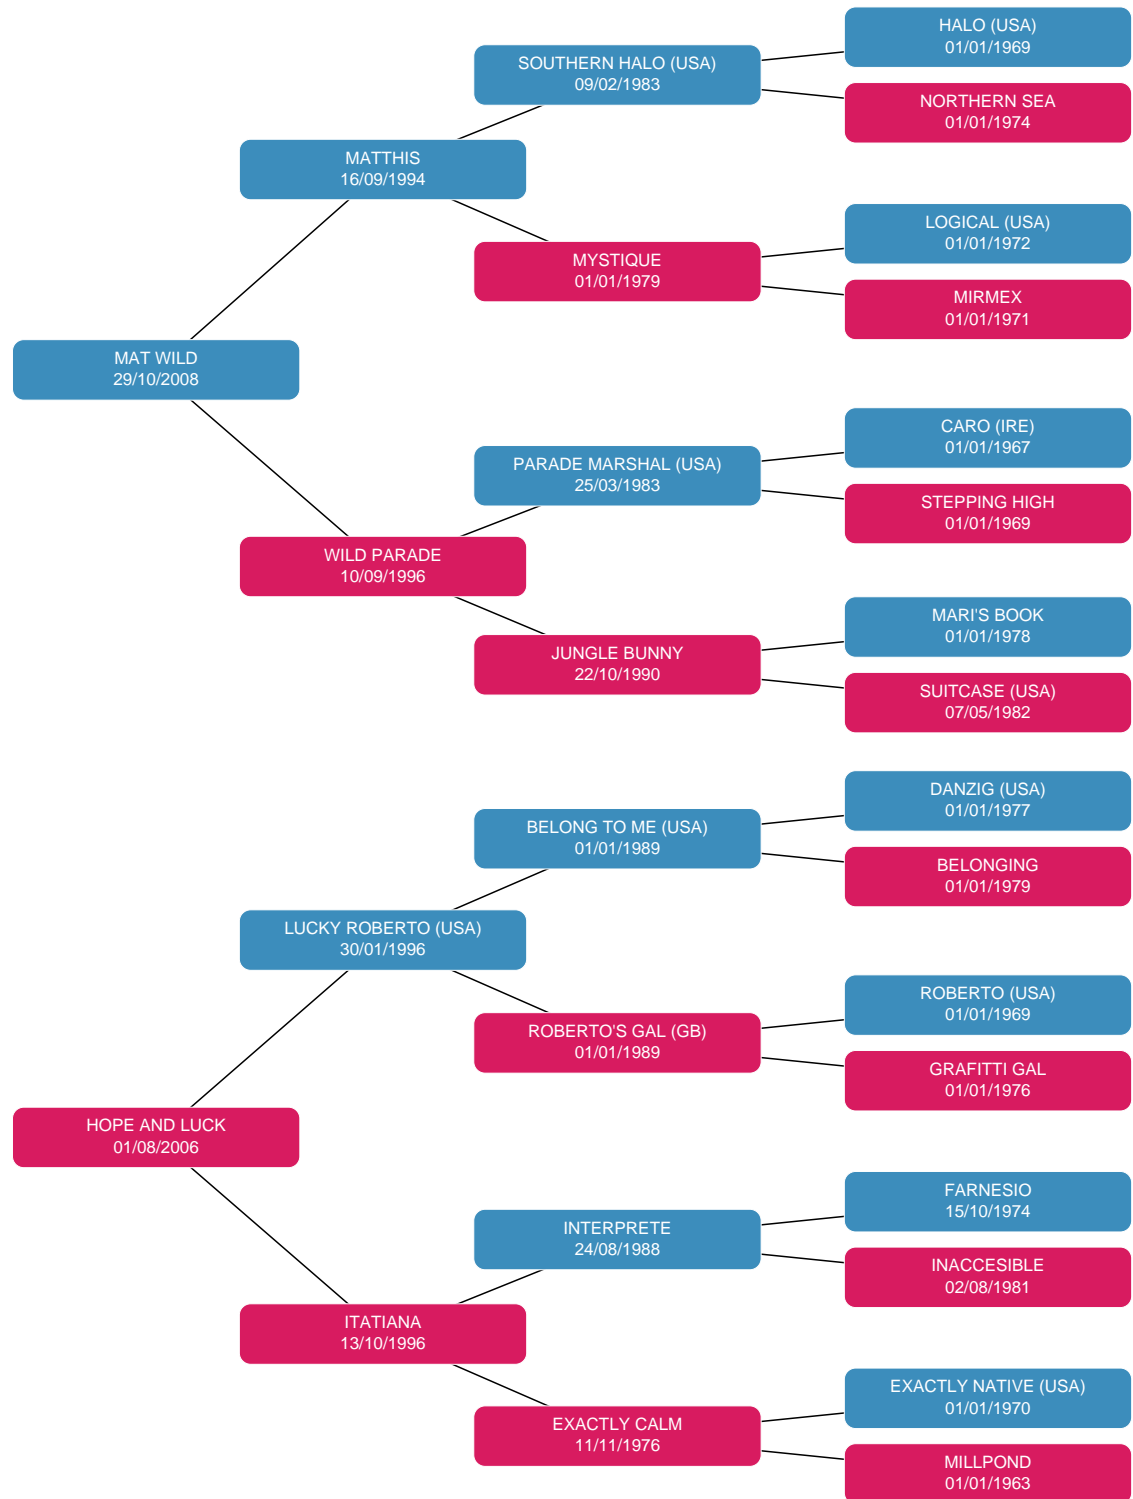 HALO (USA)
01/01/1969
SOUTHERN HALO (USA)
09/02/1983
NORTHERN SEA
01/01/1974
MATTHIS
16/09/1994
LOGICAL (USA)
01/01/1972
MYSTIQUE
01/01/1979
MIRMEX
01/01/1971
MAT WILD
29/10/2008
CARO (IRE)
01/01/1967
PARADE MARSHAL (USA)
25/03/1983
STEPPING HIGH
01/01/1969
WILD PARADE
10/09/1996
MARI'S BOOK
01/01/1978
JUNGLE BUNNY
22/10/1990
SUITCASE (USA)
07/05/1982
DANZIG (USA)
01/01/1977
BELONG TO ME (USA)
01/01/1989
BELONGING
01/01/1979
LUCKY ROBERTO (USA)
30/01/1996
ROBERTO (USA)
01/01/1969
ROBERTO'S GAL (GB)
01/01/1989
GRAFITTI GAL
01/01/1976
HOPE AND LUCK
01/08/2006
FARNESIO
15/10/1974
INTERPRETE
24/08/1988
INACCESIBLE
02/08/1981
ITATIANA
13/10/1996
EXACTLY NATIVE (USA)
01/01/1970
EXACTLY CALM
11/11/1976
MILLPOND
01/01/1963